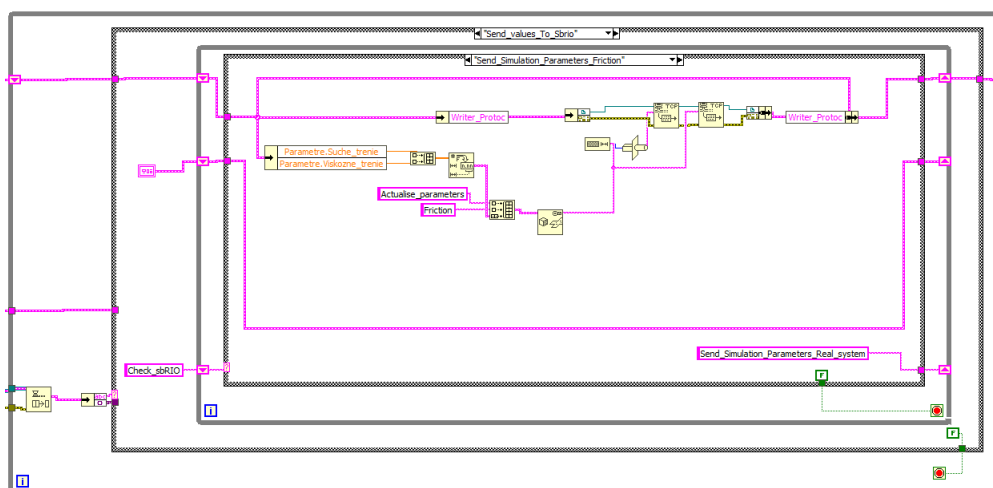 "Send_values_To_Sbrio"
"Send_Simulation_Parameters_Friction"
Writer_Protoc
TCP
TCP
Writer_Protoc
Parametre.Suche_trenie
Parametre.Viskozne_trenie
Actualise_parameters
Friction
Send_Simulation_Parameters_Real_system
Check_sbRIO
F
i
F
i